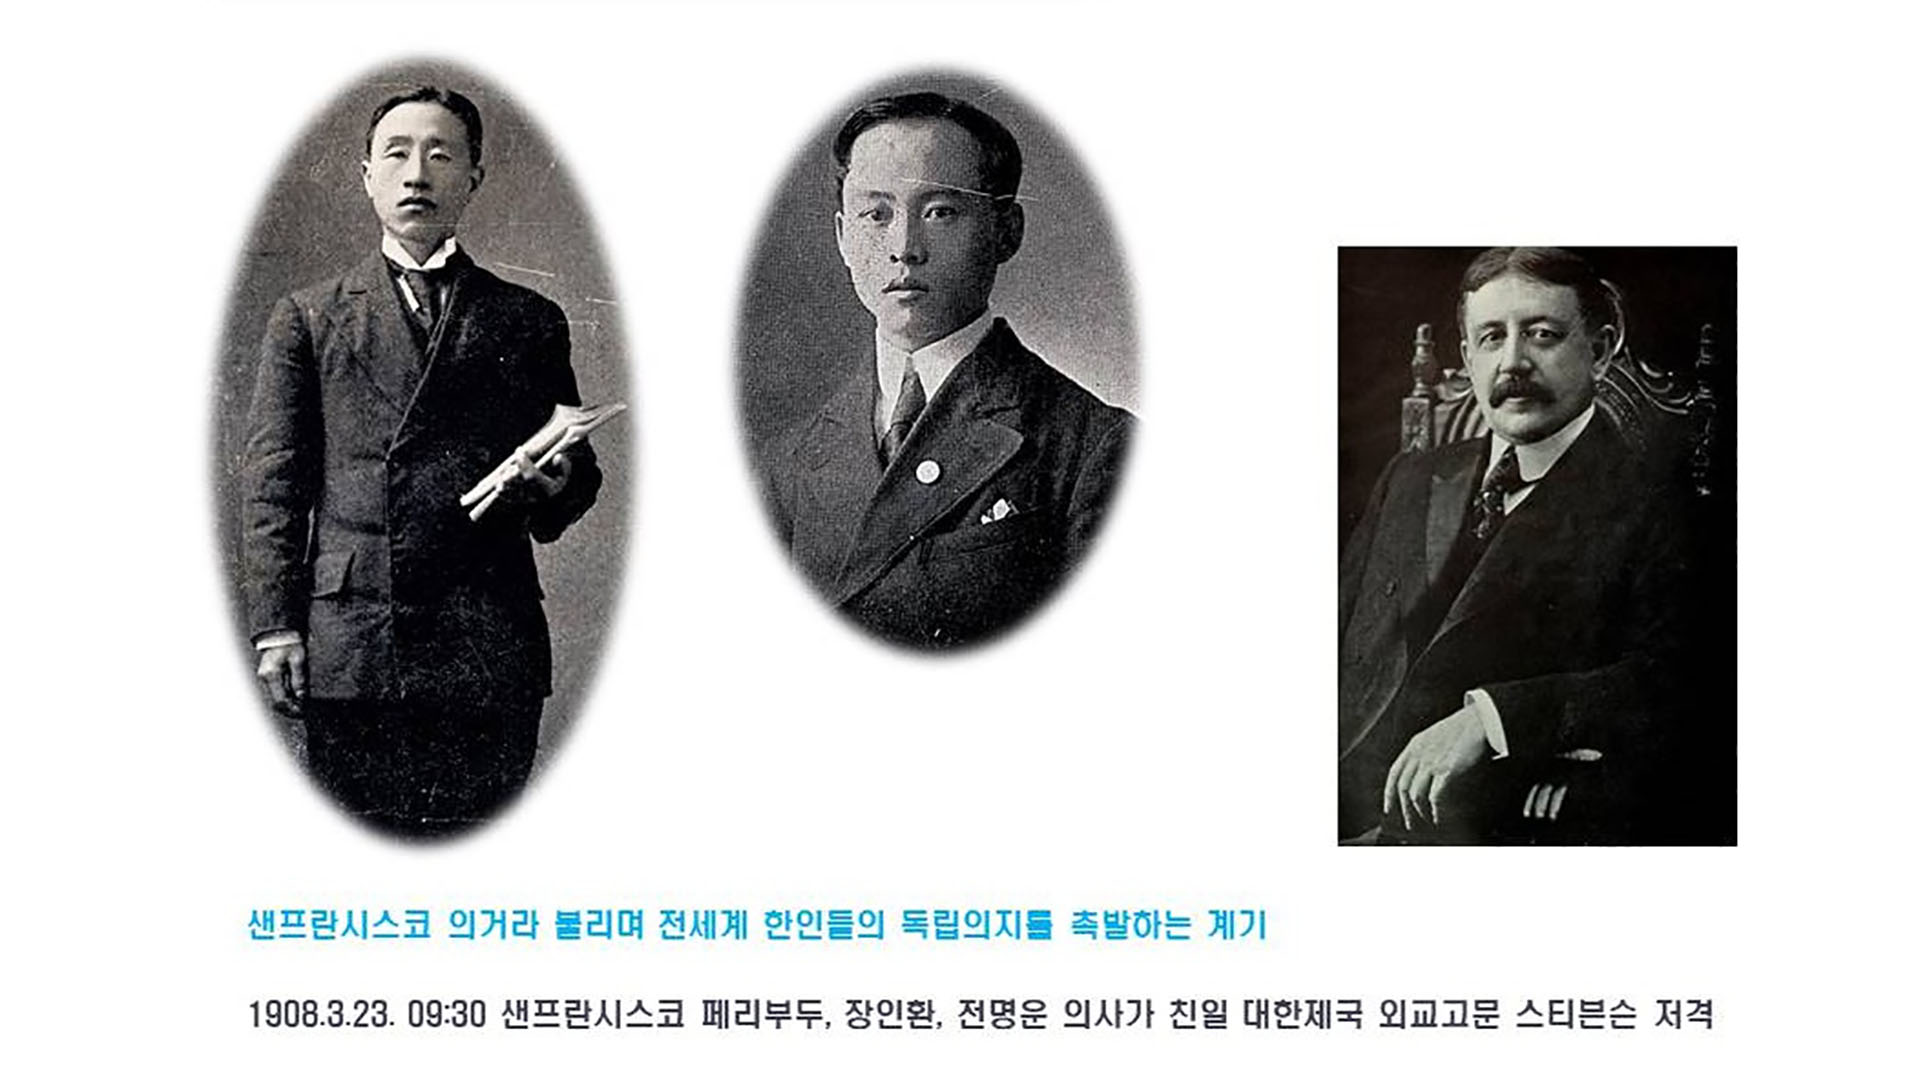 샌프란시스코 의거라 불리며 전세계 한인들의 독립의지를 촉발하는 계기
1908.3.23. 09:30 샌프란시스코 페리부두, 장인환, 전명운 의사가 친일 대한제국 외교고문 스티븐슨 저격